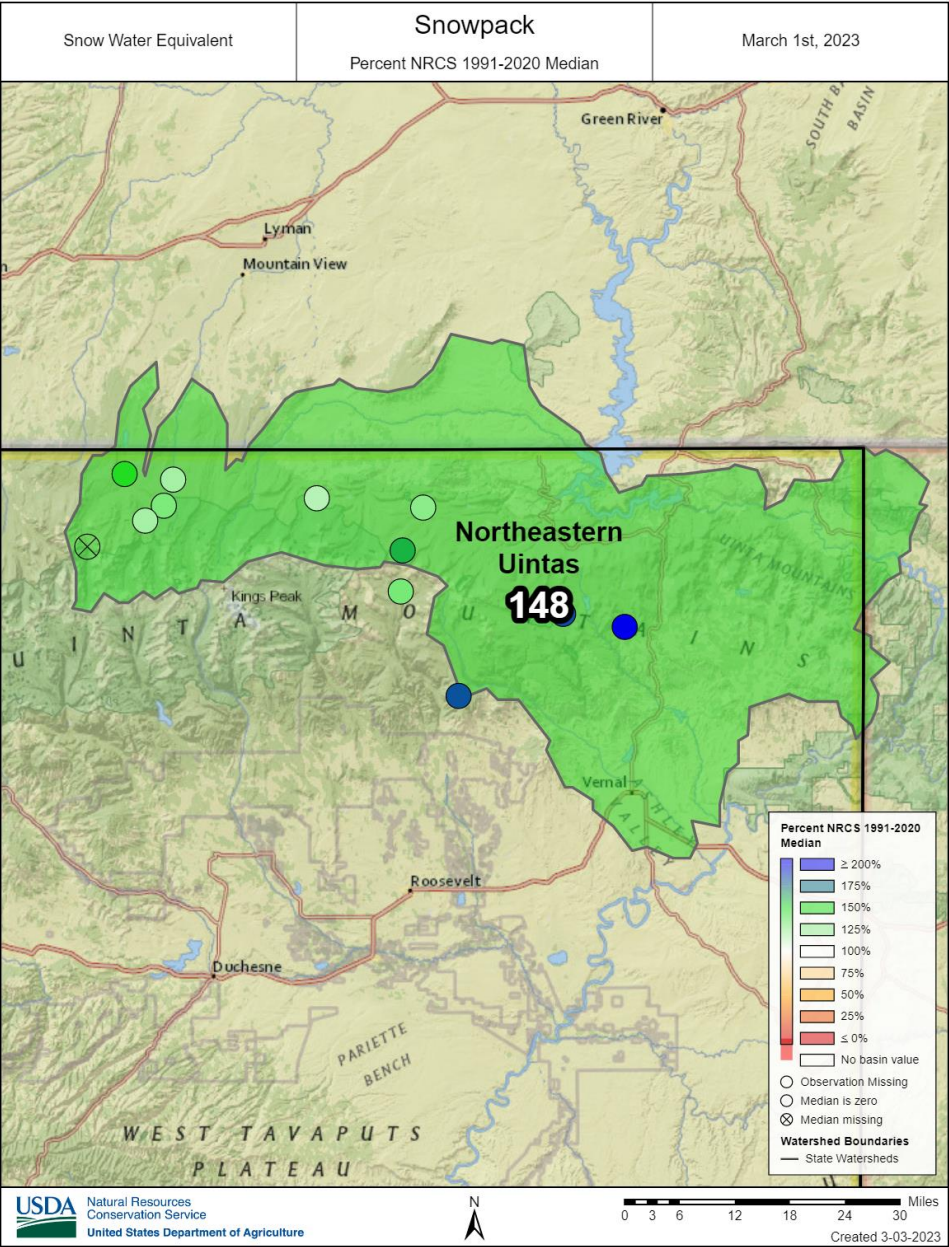 Snow Water Equivalent
Snowpack
Percent NRCS 1991-2020 Median
March 1st, 2023
Green River
SOUTH BA
BASIN
Lyman
Mountain View
n
Northeastern
Uintas
148
UINTA MOUNTAINS
Kings Peak
UINTA MOUNTAINS
Vernal
ASHLEY
VALLEY
Roosevelt
Duchesne
PARIETTE
BENCH
WEST TAVAPUTS
PLATEAU
Percent NRCS 1991-2020
Median
≥ 200%
175%
150%
125%
100%
75%
50%
25%
≤ 0%
No basin value
Observation Missing
Median is zero
Median missing
Watershed Boundaries
State Watersheds
USDA
Natural Resources
Conservation Service
United States Department of Agriculture
N
Miles
0 3 6 12 18 24 30
Created 3-03-2023